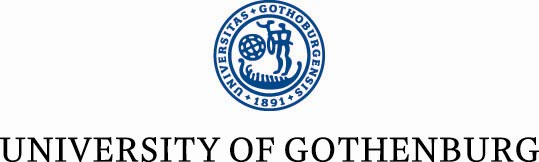 UNIVERSITAS • GOTHOBURGENSIS • 1891 •
UNIVERSITY OF GOTHENBURG